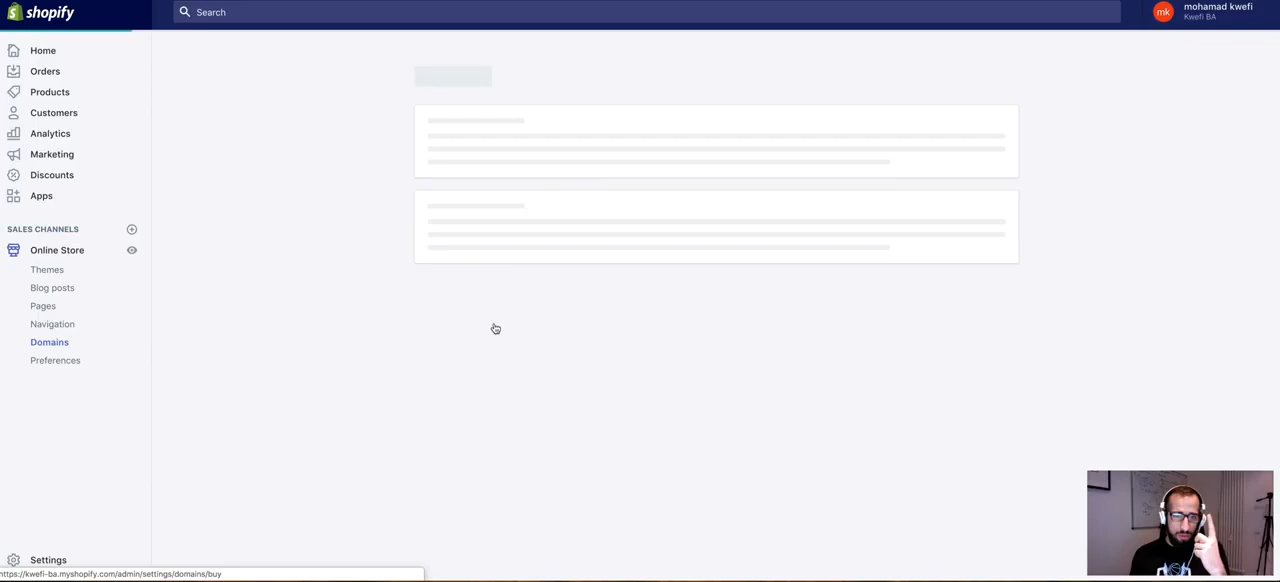 shopify
Search
mk
mohamad kwefi
Kwefi BA
Home
Orders
Products
Customers
Analytics
Marketing
Discounts
Apps
SALES CHANNELS
Online Store
Themes
Blog posts
Pages
Navigation
Domains
Preferences
Settings
https://kwefi-ba.myshopify.com/admin/settings/domains/buy